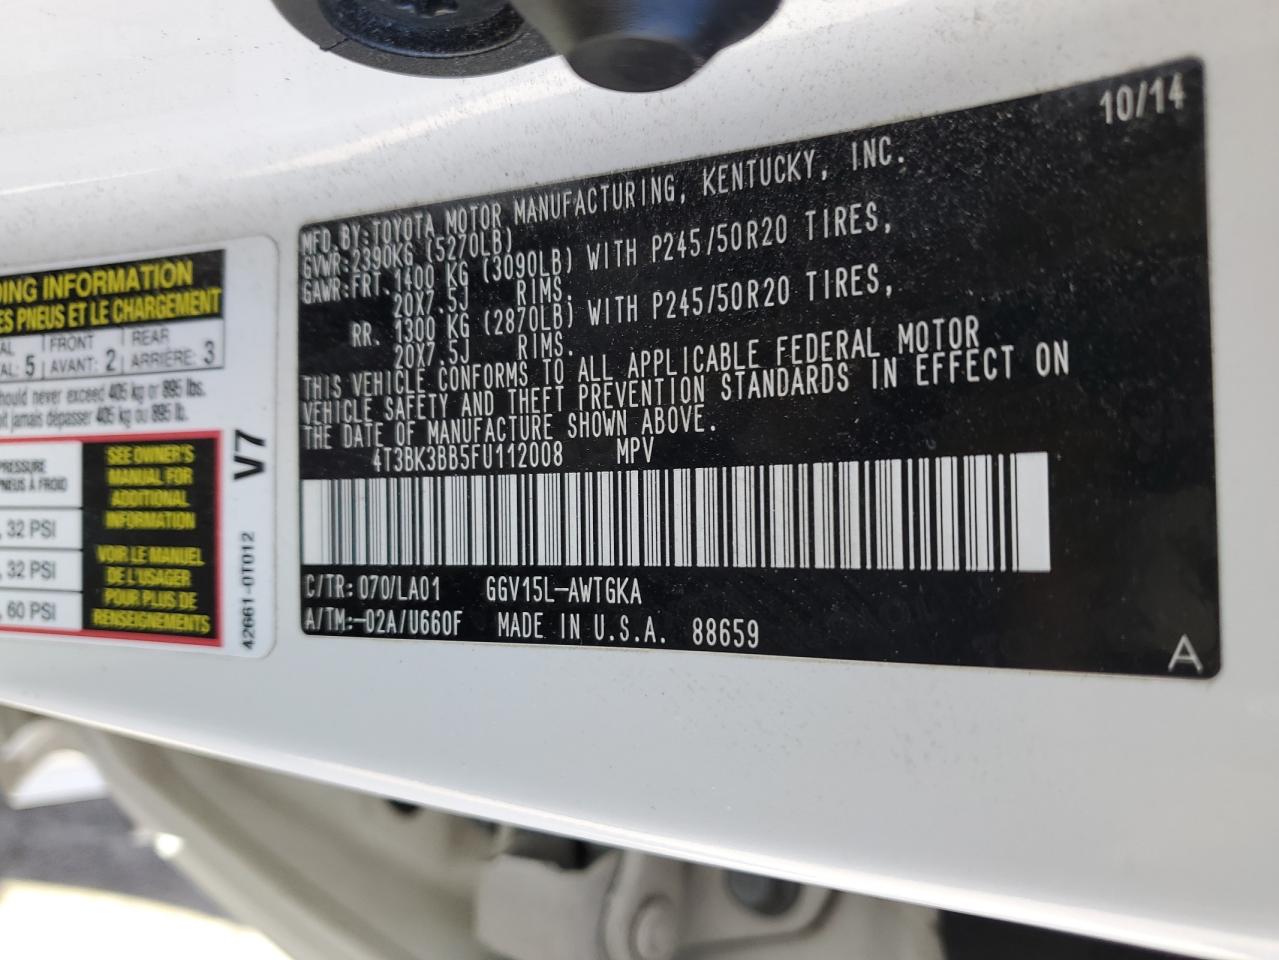 10/14
MFD. BY: TOYOTA MOTOR MANUFACTURING, KENTUCKY, INC.
GVWR: 2390KG (5270LB)
GAWR: FRT. 1400 KG (3090LB) WITH P245/50R20 TIRES,
20X7.5J RIMS,
RR. 1300 KG (2870LB) WITH P245/50R20 TIRES,
20X7.5J RIMS.
THIS VEHICLE CONFORMS TO ALL APPLICABLE FEDERAL MOTOR
VEHICLE SAFETY AND THEFT PREVENTION STANDARDS IN EFFECT ON
THE DATE OF MANUFACTURE SHOWN ABOVE.
4T3BK3BB5FU112008 MPV
C/TR: 070/LA01 GGV15L-AWTGKA
A/TM:-02A/U660F MADE IN U.S.A. 88659
A
DING INFORMATION
ES PNEUS ET LE CHARGEMENT
AL FRONT REAR
AL: 5 AVANT: 2 ARRIÈRE: 3
hould never exceed 405 kg or 895 lbs.
it jamais dépasser 405 kg ou 895 lb.
PRESSURE
PNEUS À FROID
, 32 PSI
, 32 PSI
, 60 PSI
SEE OWNER'S
MANUAL FOR
ADDITIONAL
INFORMATION
VOIR LE MANUEL
DE L'USAGER
POUR PLUS DE
RENSEIGNEMENTS
V7
42661-0T012